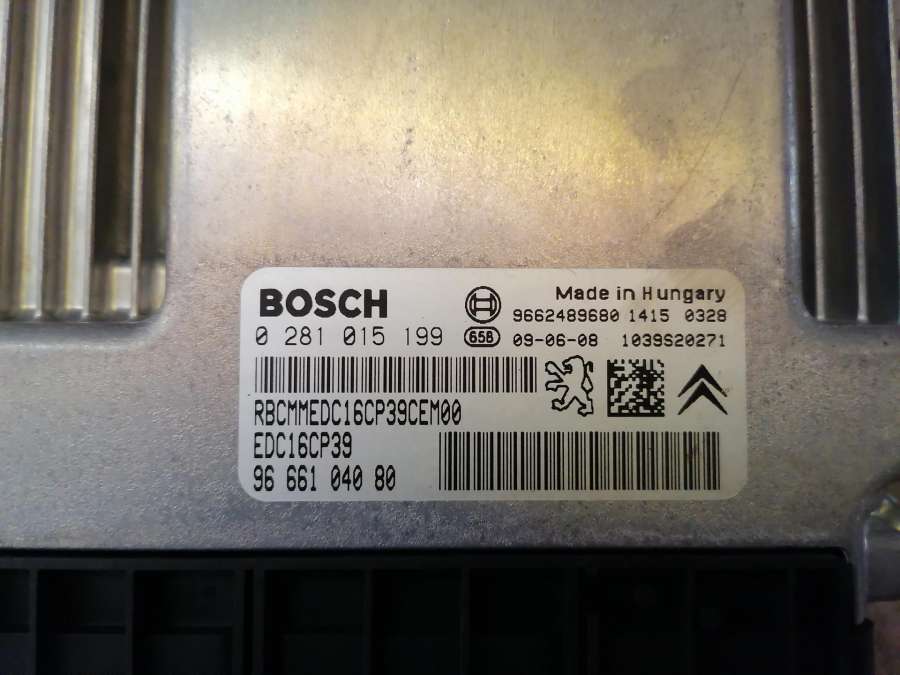 BOSCH
Made in Hungary
9662489680 1415 0328
0 281 015 199 658 09-06-08 1039S20271
RBCMMEDC16CP39CEM00
EDC16CP39
96 661 040 80